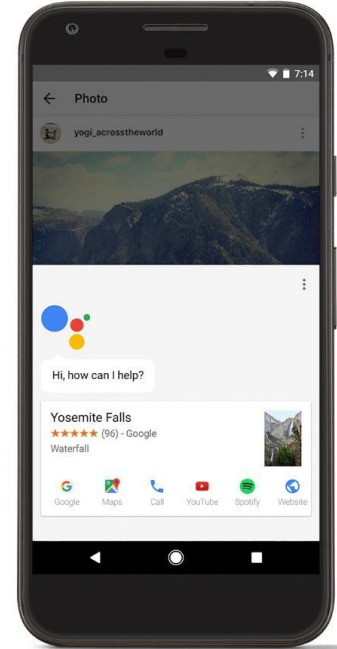 7:14
Photo
yogi_acrosstheworld
Hi, how can I help?
Yosemite Falls
★★★★★ (96) - Google
Waterfall
Google Maps Call YouTube Spotify Website